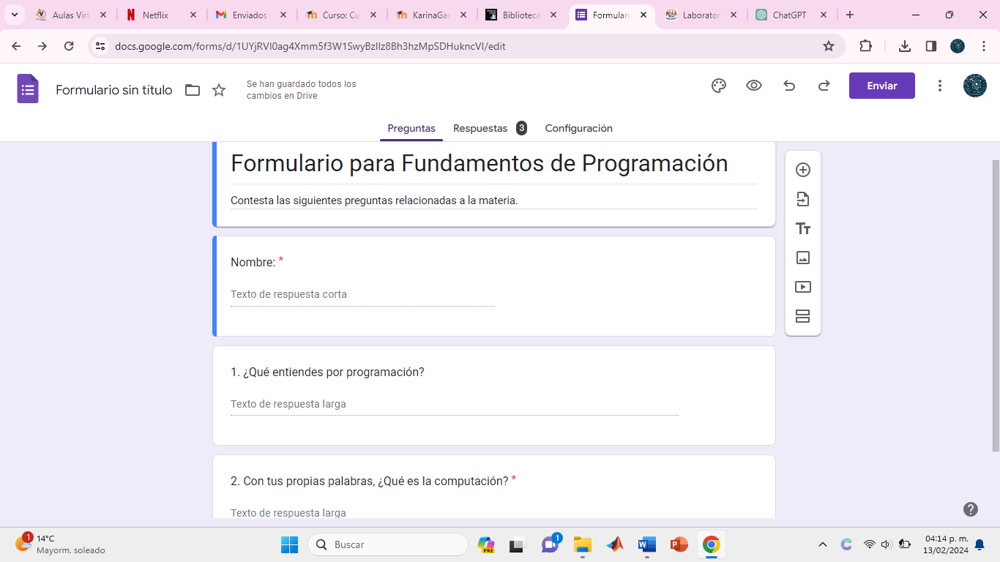 Aulas Virt
Netflix
Enviados
Curso: Cu
KarinaGar
Biblioteca
Formulari
Laborator
ChatGPT
docs.google.com/forms/d/1UYjRVI0ag4Xmm5f3W1SwyBzlIz8Bh3hzMpSDHukncVI/edit
Formulario sin título
Se han guardado todos los
cambios en Drive
Enviar
Preguntas
Respuestas 3
Configuración
Formulario para Fundamentos de Programación
Contesta las siguientes preguntas relacionadas a la materia.
Nombre: *
Texto de respuesta corta
1. ¿Qué entiendes por programación?
Texto de respuesta larga
2. Con tus propias palabras, ¿Qué es la computación? *
Texto de respuesta larga
1
14°C
Mayorm. soleado
Buscar
PRE
1
04:14 p. m.
13/02/2024